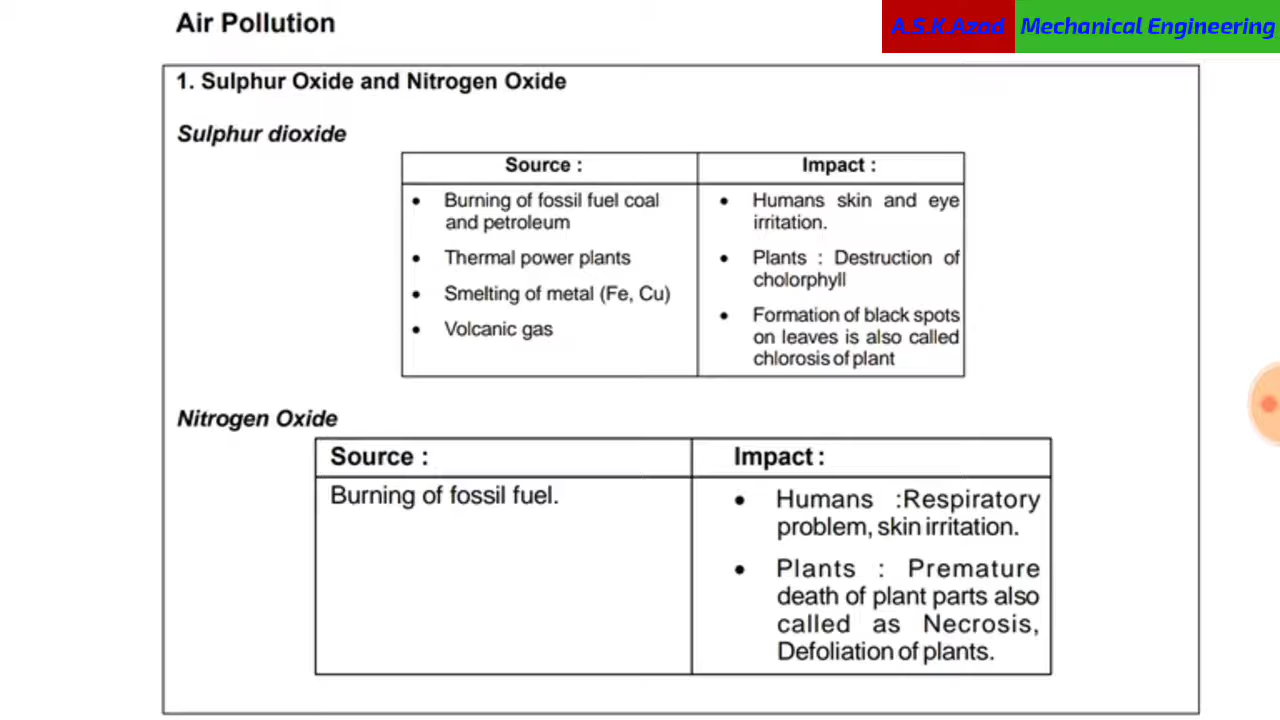 Air Pollution
A.S.K.Azad Mechanical Engineering
1. Sulphur Oxide and Nitrogen Oxide
Sulphur dioxide
Source :
• Burning of fossil fuel coal
and petroleum
• Thermal power plants
• Smelting of metal (Fe, Cu)
• Volcanic gas
Impact :
• Humans skin and eye
irritation.
• Plants : Destruction of
cholorphyll
• Formation of black spots
on leaves is also called
chlorosis of plant
Nitrogen Oxide
Source :
Burning of fossil fuel.
Impact :
• Humans :Respiratory
problem, skin irritation.
• Plants : Premature
death of plant parts also
called as Necrosis,
Defoliation of plants.